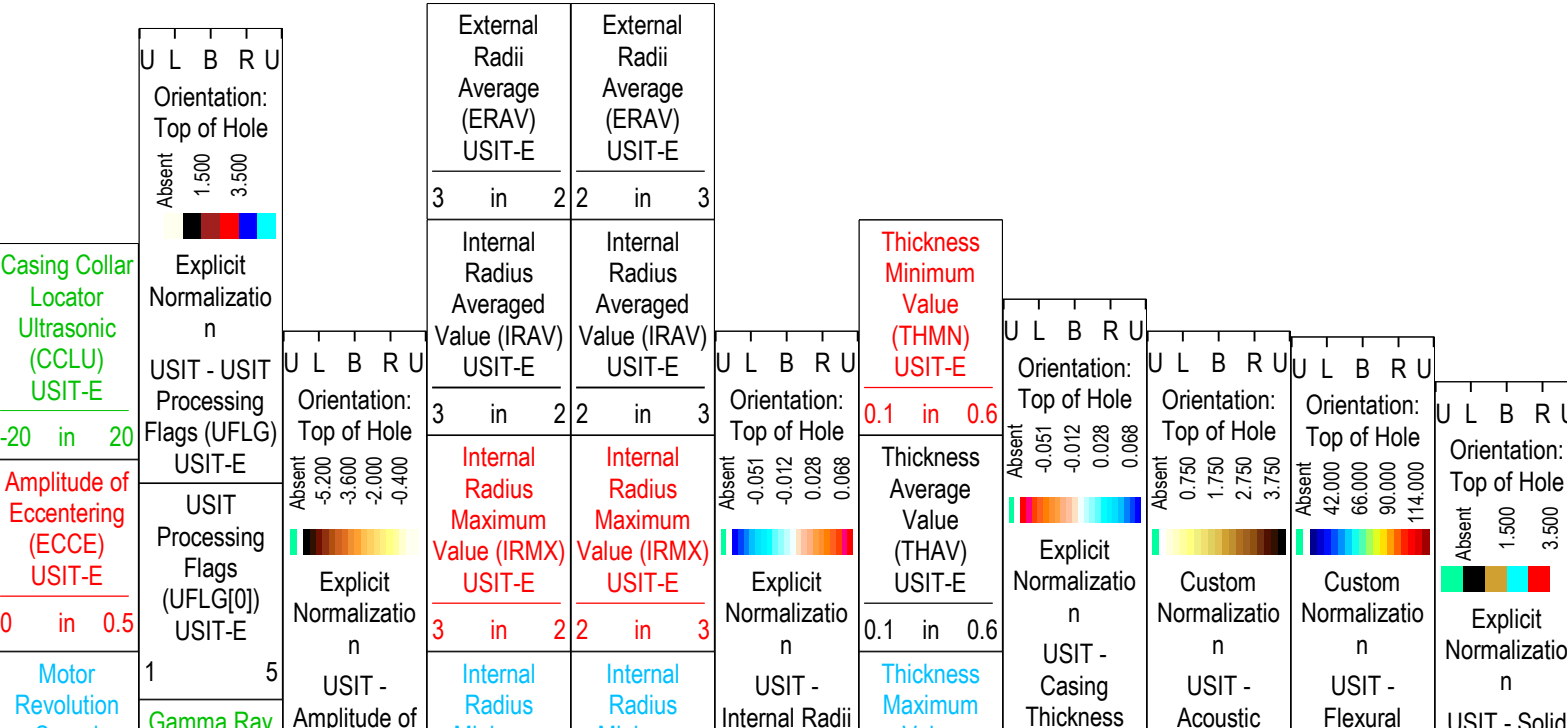 Casing Collar
Locator
Ultrasonic
(CCLU)
USIT-E
-20 in 20
Amplitude of
Eccentering
(ECCE)
USIT-E
0 in 0.5
Motor
Revolution
U L B R U
Orientation:
Top of Hole
Absent
1.500
3.500
Explicit
Normalizatio
n
USIT - USIT
Processing
Flags (UFLG)
USIT-E
USIT
Processing
Flags
(UFLG[0])
USIT-E
1 5
Gamma Ray
U L B R U
Orientation:
Top of Hole
Absent
-5.200
-3.600
-2.000
-0.400
Explicit
Normalizatio
n
USIT -
Amplitude of
External
Radii
Average
(ERAV)
USIT-E
3 in 2
Internal
Radius
Averaged
Value (IRAV)
USIT-E
3 in 2
Internal
Radius
Maximum
Value (IRMX)
USIT-E
3 in 2
Internal
Radius
External
Radii
Average
(ERAV)
USIT-E
2 in 3
Internal
Radius
Averaged
Value (IRAV)
USIT-E
2 in 3
Internal
Radius
Maximum
Value (IRMX)
USIT-E
2 in 3
Internal
Radius
U L B R U
Orientation:
Top of Hole
Absent
-0.051
-0.012
0.028
0.068
Explicit
Normalizatio
n
USIT -
Internal Radii
Thickness
Minimum
Value
(THMN)
USIT-E
0.1 in 0.6
Thickness
Average
Value
(THAV)
USIT-E
0.1 in 0.6
Thickness
Maximum
U L B R U
Orientation:
Top of Hole
Absent
-0.051
-0.012
0.028
0.068
Explicit
Normalizatio
n
USIT -
Casing
Thickness
U L B R U
Orientation:
Top of Hole
Absent
0.750
1.750
2.750
3.750
Custom
Normalizatio
n
USIT -
Acoustic
U L B R U
Orientation:
Top of Hole
Absent
42.000
66.000
90.000
114.000
Custom
Normalizatio
n
USIT -
Flexural
U L B R U
Orientation:
Top of Hole
Absent
1.500
3.500
Explicit
Normalizatio
n
USIT - Solid